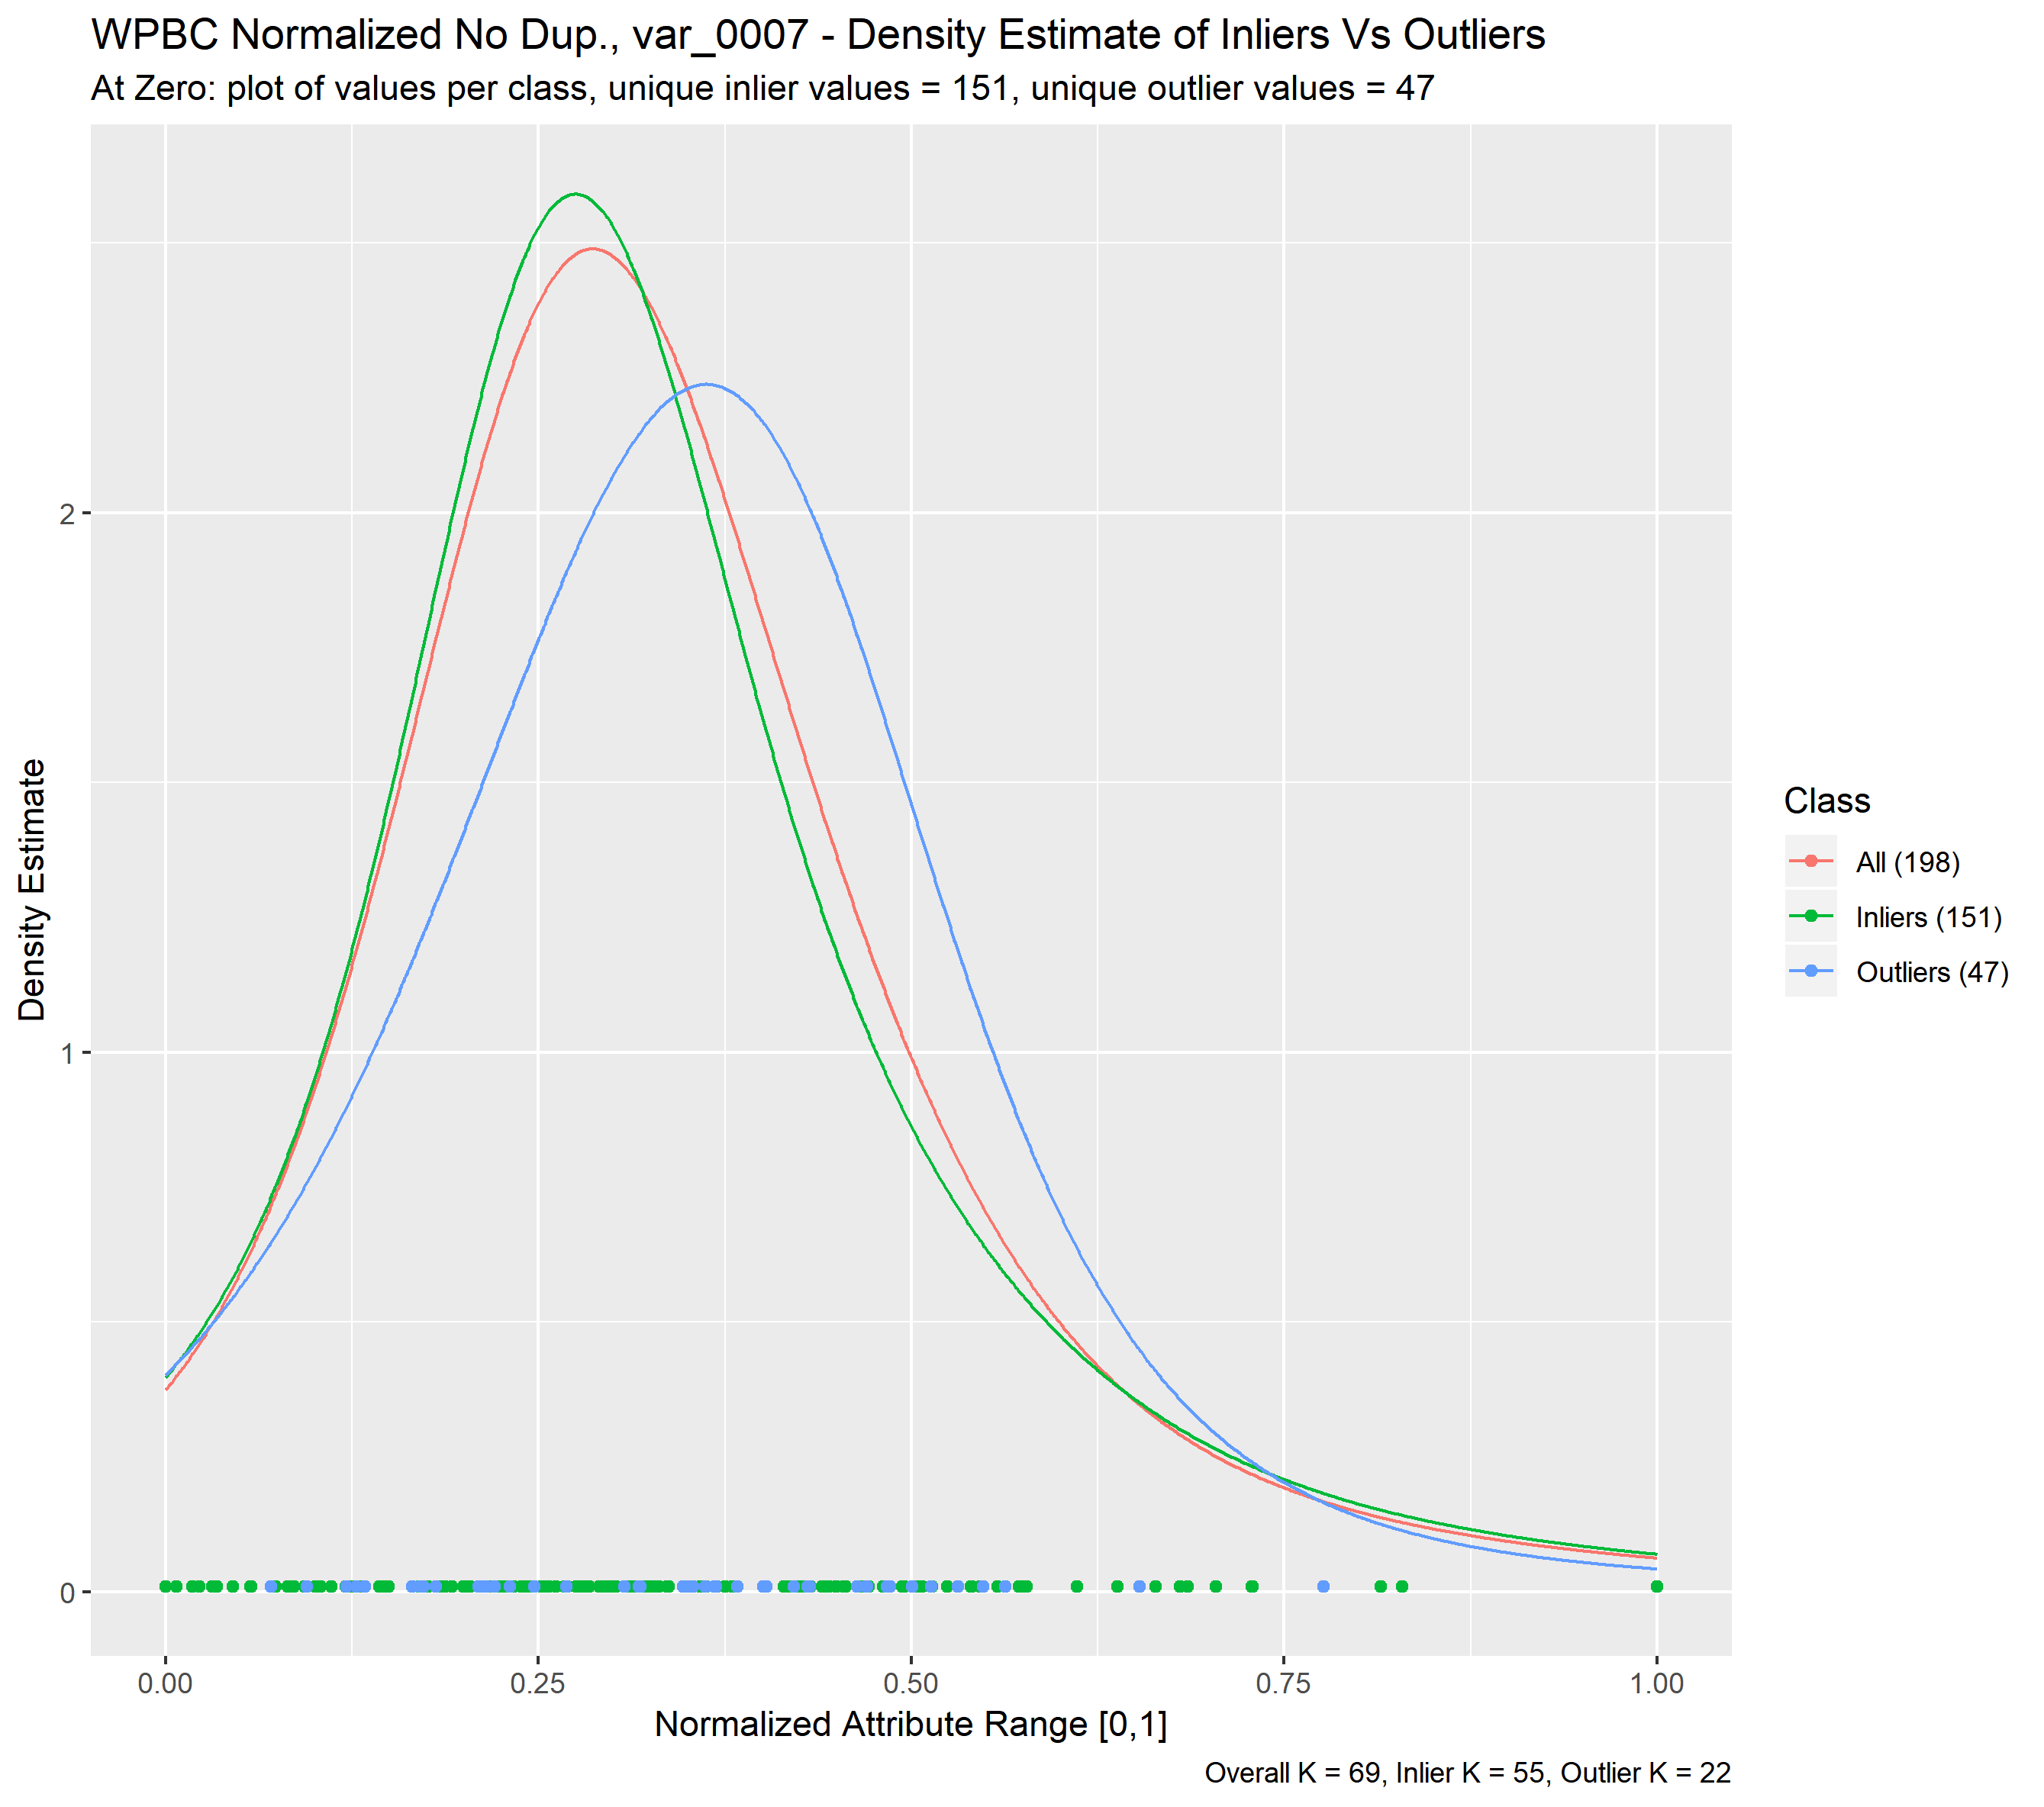 WPBC Normalized No Dup., var_0007 - Density Estimate of Inliers Vs Outliers
At Zero: plot of values per class, unique inlier values = 151, unique outlier values = 47
Density Estimate
2
1
0
0.00 0.25 0.50 0.75 1.00
Normalized Attribute Range [0,1]
Overall K = 69, Inlier K = 55, Outlier K = 22
Class
All (198)
Inliers (151)
Outliers (47)